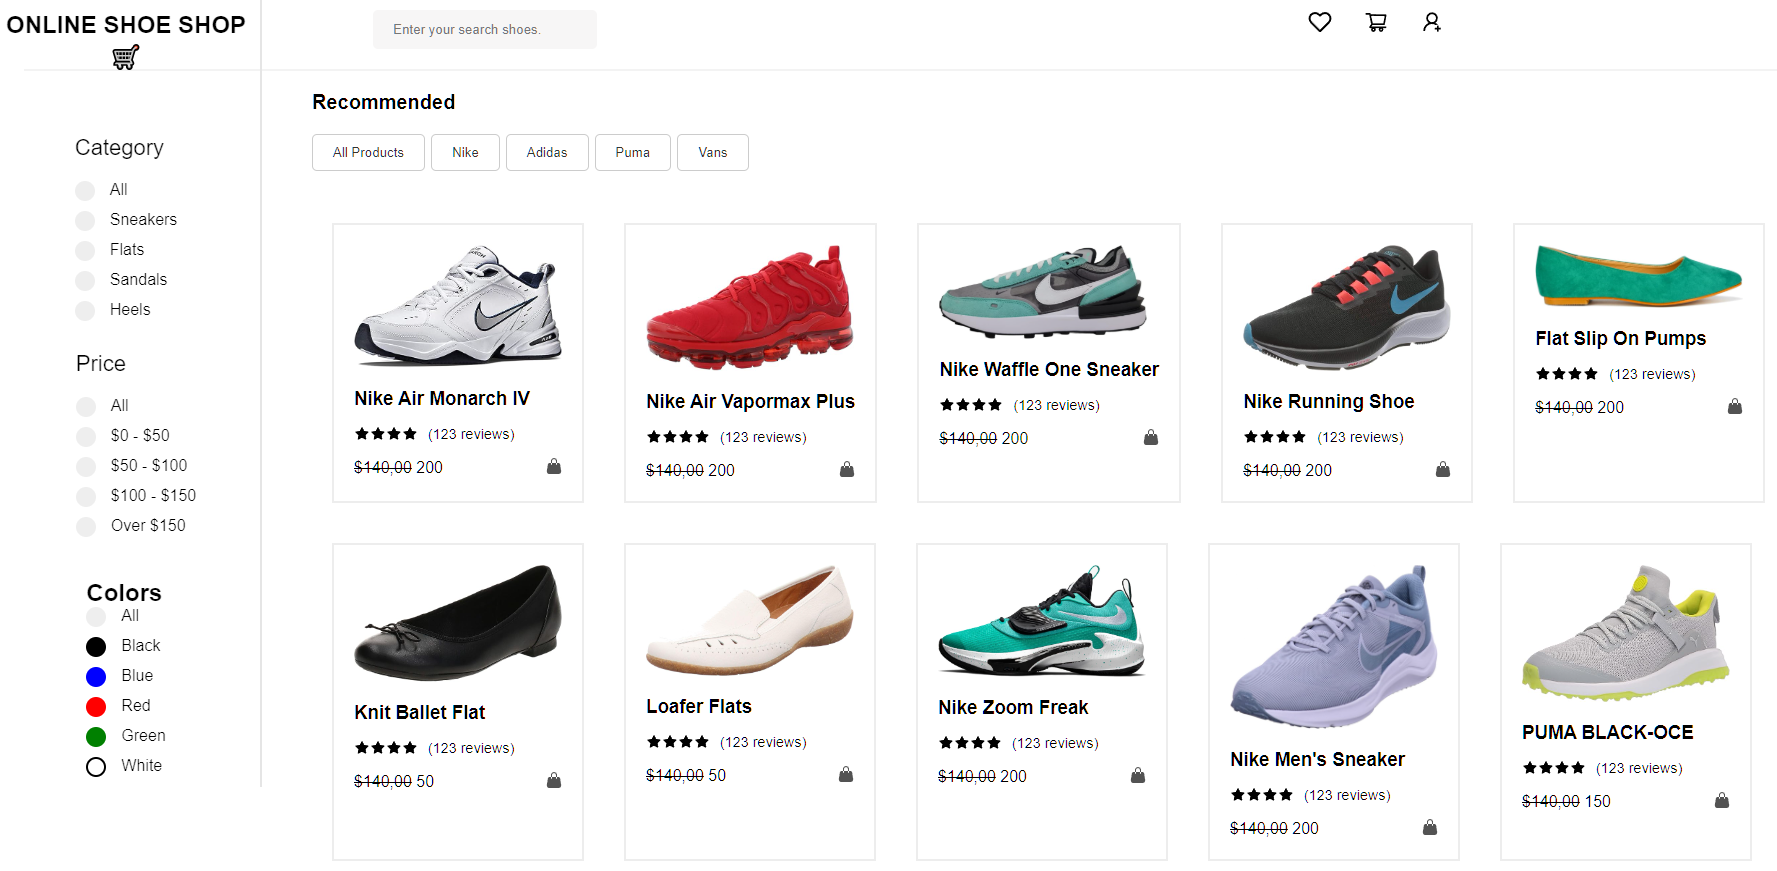 ONLINE SHOE SHOP
Enter your search shoes.
Category
All
Sneakers
Flats
Sandals
Heels
Price
All
$0 - $50
$50 - $100
$100 - $150
Over $150
Colors
All
Black
Blue
Red
Green
White
Recommended
All Products Nike Adidas Puma Vans
Nike Air Monarch IV
(123 reviews)
$140,00 200
Nike Air Vapormax Plus
(123 reviews)
$140,00 200
Nike Waffle One Sneaker
(123 reviews)
$140,00 200
Nike Running Shoe
(123 reviews)
$140,00 200
Flat Slip On Pumps
(123 reviews)
$140,00 200
Knit Ballet Flat
(123 reviews)
$140,00 50
Loafer Flats
(123 reviews)
$140,00 50
Nike Zoom Freak
(123 reviews)
$140,00 200
Nike Men's Sneaker
(123 reviews)
$140,00 200
PUMA BLACK-OCE
(123 reviews)
$140,00 150